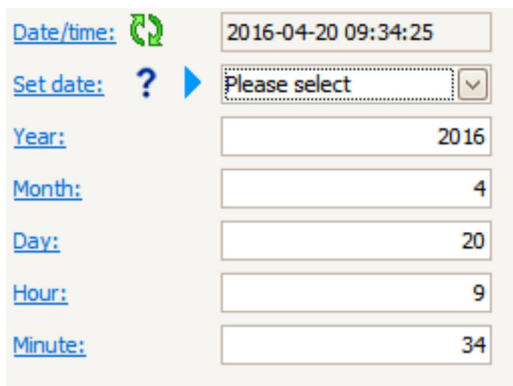 Date/time: 2016-04-20 09:34:25
Set date: ? Please select
Year: 2016
Month: 4
Day: 20
Hour: 9
Minute: 34